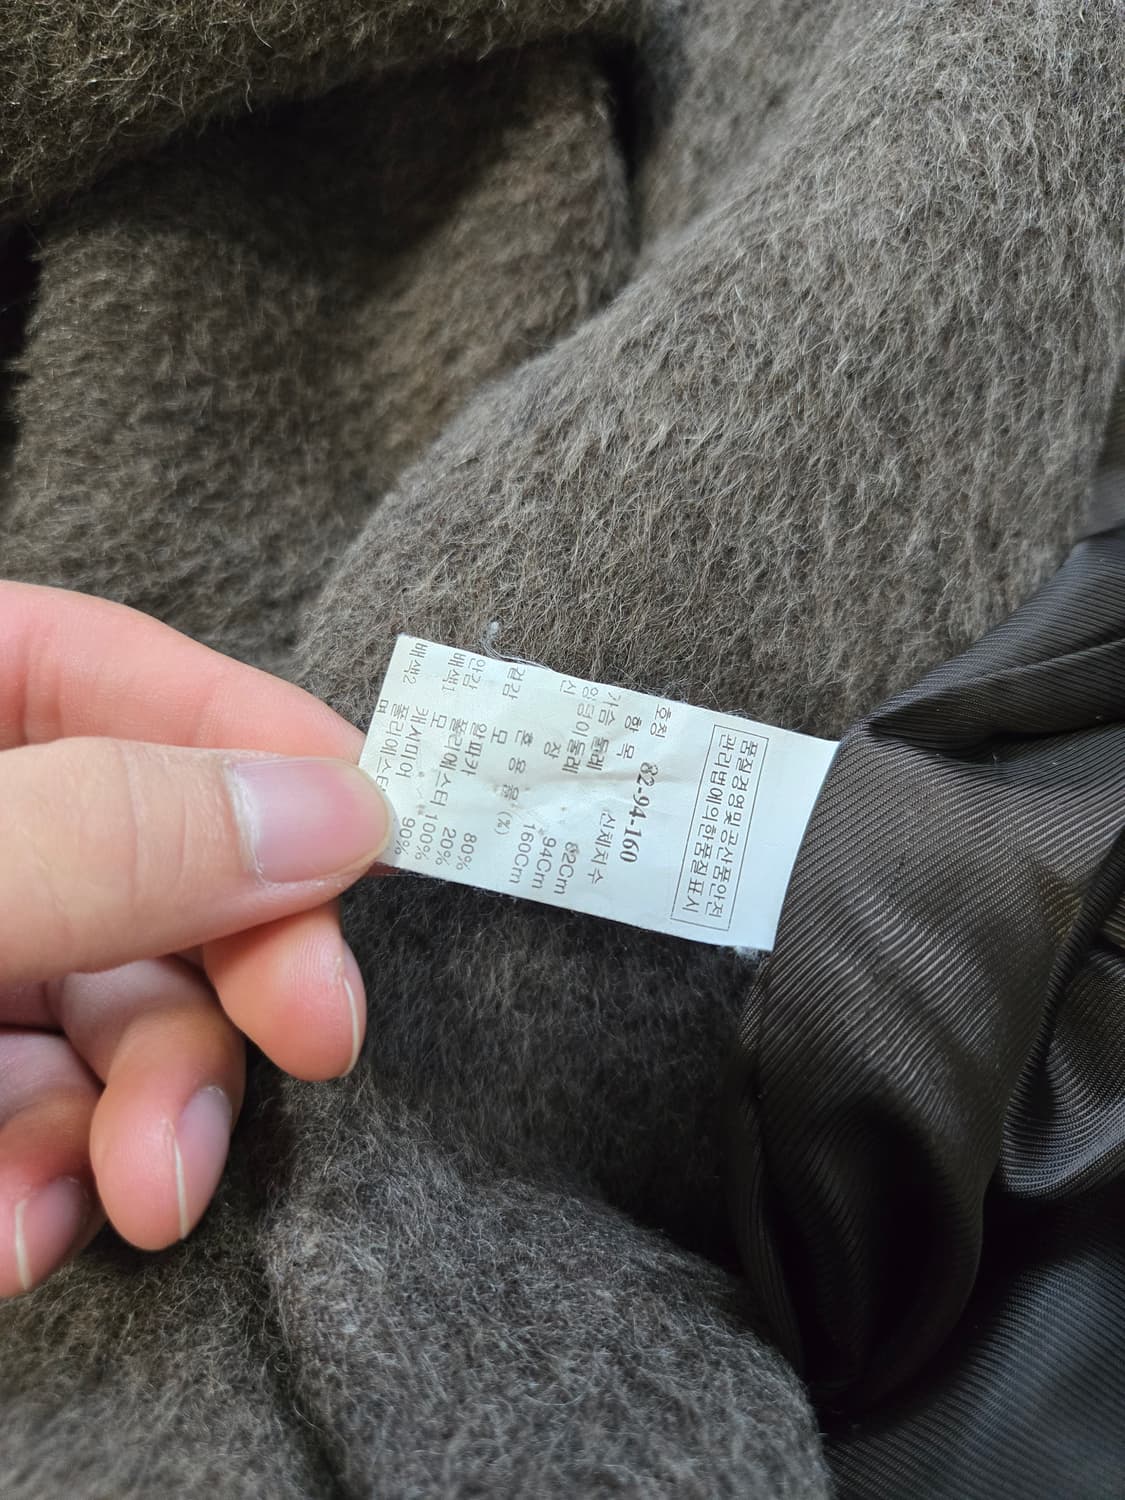 품질경영및공산품안전
관리법에의한품질표시
호칭 82-94-160
항 목 신체치수
가슴둘레 82Cm
엉덩이둘레 94Cm
신 장 160Cm
혼 용 율 (%)
겉감 모 80%
알파카 20%
안감 폴리에스터 100%
배색1 모 90%
캐시미어
배색2 폴리에스터